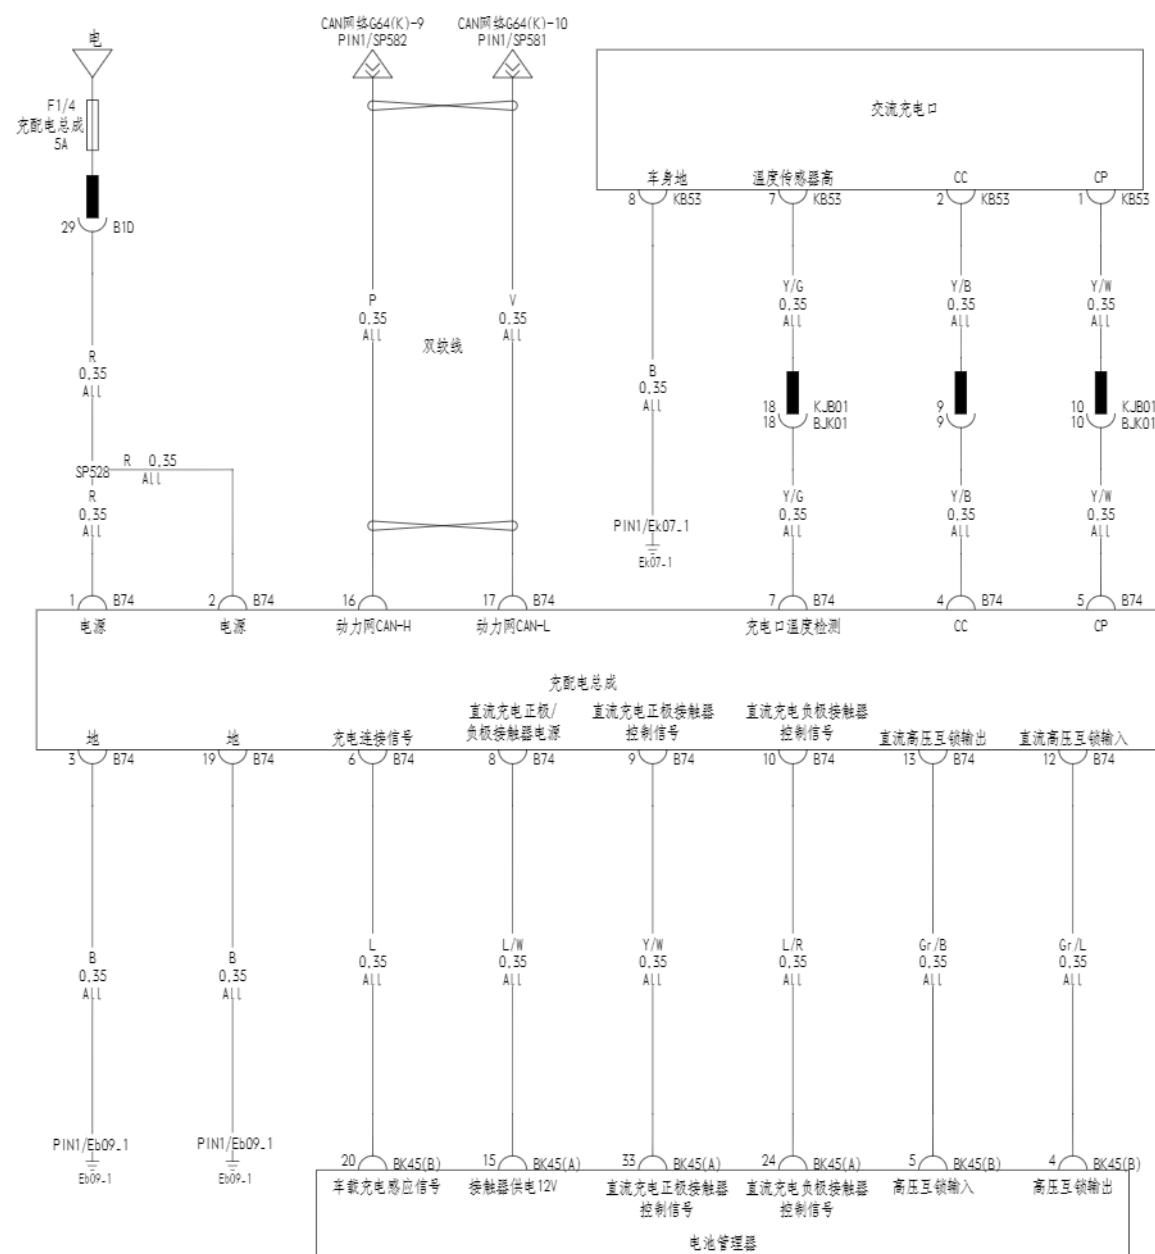 电
CAN网络G64(K)-9
PIN1/SP582
CAN网络G64(K)-10
PIN1/SP581
F1/4
充配电总成
5A
29 B1D
交流充电口
车身地 温度传感器高 CC CP
8 KB53 7 KB53 2 KB53 1 KB53
P
0.35
All
V
0.35
All
双绞线
Y/G
0.35
All
Y/B
0.35
All
Y/W
0.35
All
R
0.35
All
B
0.35
All
18 KJB01
18 BJK01
9
9
10 KJB01
10 BJK01
SP528
R 0.35
All
R
0.35
All
Y/G
0.35
All
Y/B
0.35
All
Y/W
0.35
All
PIN1/Ek07_1
Ek07-1
1 B74 2 B74 16 17 B74 7 B74 4 B74 5 B74
电源 电源 动力网CAN-H 动力网CAN-L 充电口温度检测 CC CP
充配电总成
地 地 充电连接信号
直流充电正极/
负极接触器电源
直流充电正极接触器
控制信号
直流充电负极接触器
控制信号
直流高压互锁输出 直流高压互锁输入
3 B74 19 B74 6 B74 8 B74 9 B74 10 B74 13 B74 12 B74
B
0.35
All
B
0.35
All
L
0.35
All
L/W
0.35
All
Y/W
0.35
All
L/R
0.35
All
Gr/B
0.35
All
Gr/L
0.35
All
PIN1/Eb09_1
Eb09-1
PIN1/Eb09_1
Eb09-1
20 BK45(B) 15 BK45(A) 33 BK45(A) 24 BK45(A) 5 BK45(B) 4 BK45(B)
车载充电感应信号 接触器供电12V
直流充电正极接触器
控制信号
直流充电负极接触器
控制信号
高压互锁输入 高压互锁输出
电池管理器